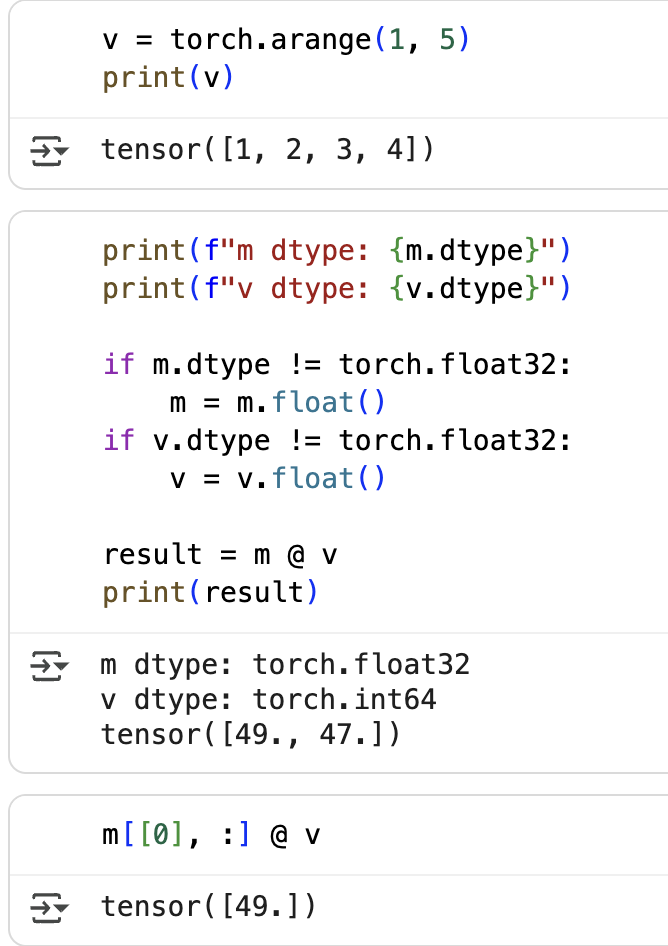 v = torch.arange(1, 5)
print(v)
tensor([1, 2, 3, 4])
print(f"m dtype: {m.dtype}")
print(f"v dtype: {v.dtype}")
if m.dtype != torch.float32:
    m = m.float()
if v.dtype != torch.float32:
    v = v.float()
result = m @ v
print(result)
m dtype: torch.float32
v dtype: torch.int64
tensor([49., 47.])
m[[0], :] @ v
tensor([49.])